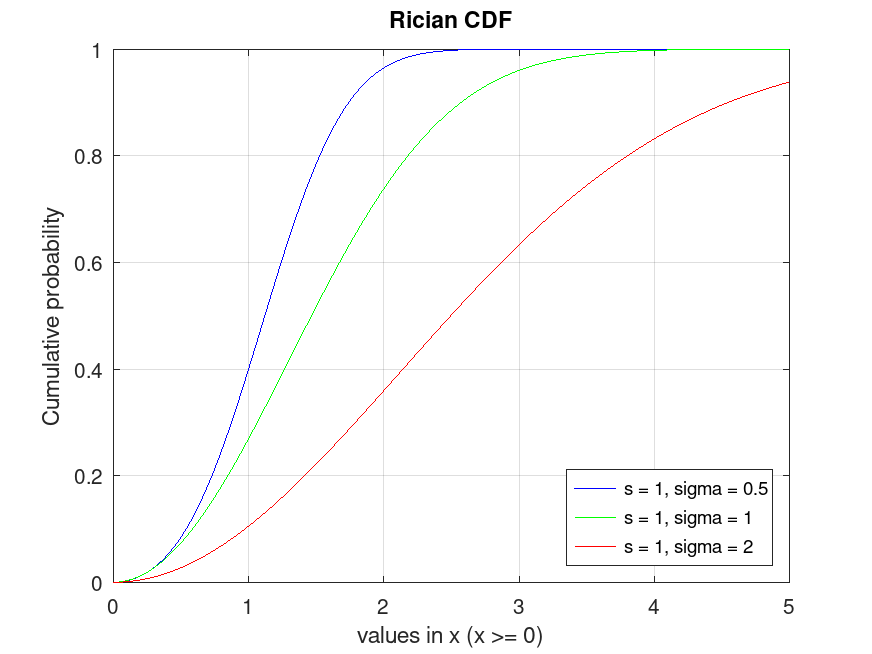 Rician CDF
1
0.8
0.6
0.4
0.2
0
Cumulative probability
s = 1, sigma = 0.5
s = 1, sigma = 1
s = 1, sigma = 2
0 1 2 3 4 5
values in x (x >= 0)